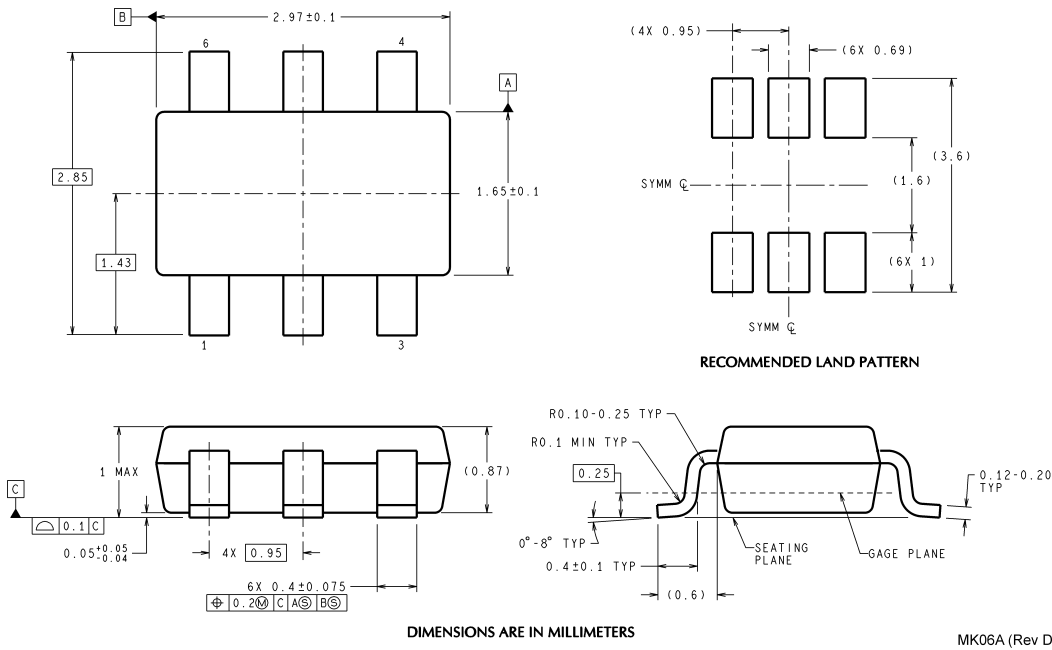 B
2.97±0.1
6
4
A
2.85
1.43
1.65±0.1
1
3
(4X 0.95)
(6X 0.69)
(3.6)
(1.6)
SYMM ℄
(6X 1)
SYMM ℄
RECOMMENDED LAND PATTERN
1 MAX
(0.87)
C
⌓ 0.1 C
0.05 +0.05 -0.04
4X 0.95
6X 0.4±0.075
⌖ 0.2Ⓜ C AⓈ BⓈ
R0.10-0.25 TYP
R0.1 MIN TYP
0.25
0.12-0.20
TYP
0°-8° TYP
SEATING
PLANE
GAGE PLANE
0.4±0.1 TYP
(0.6)
DIMENSIONS ARE IN MILLIMETERS
MK06A (Rev D